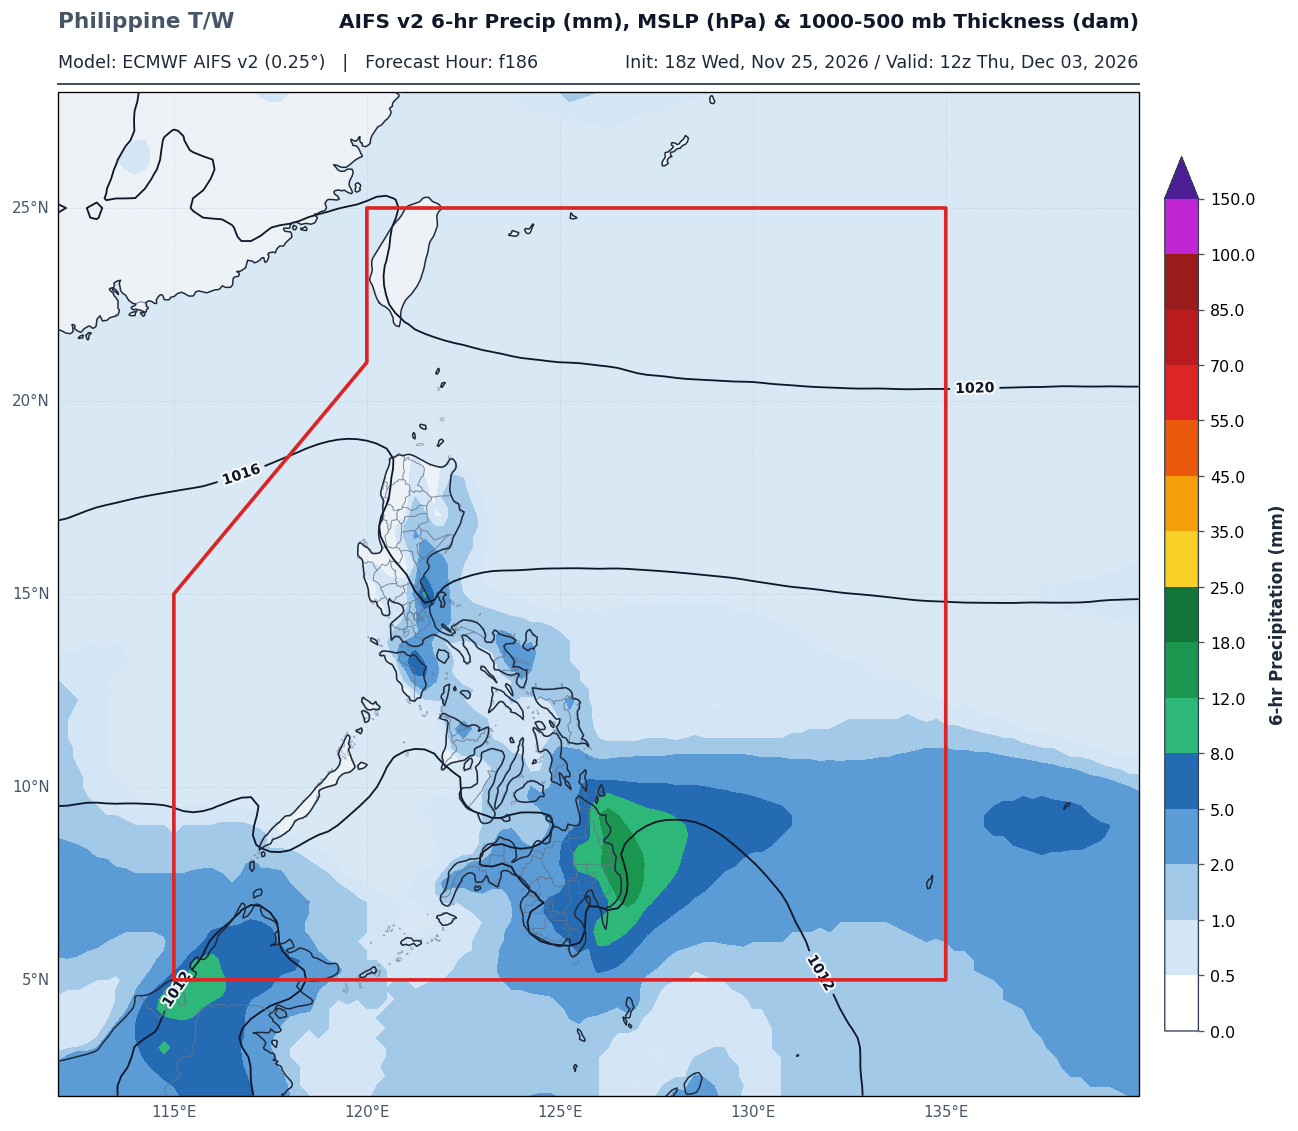 Philippine T/W
AIFS v2 6-hr Precip (mm), MSLP (hPa) & 1000-500 mb Thickness (dam)
Model: ECMWF AIFS v2 (0.25°) | Forecast Hour: f186
Init: 18z Wed, Nov 25, 2026 / Valid: 12z Thu, Dec 03, 2026
25°N
20°N
15°N
10°N
5°N
115°E
120°E
125°E
130°E
135°E
1020
1016
1012
1012
150.0
100.0
85.0
70.0
55.0
45.0
35.0
25.0
18.0
12.0
8.0
5.0
2.0
1.0
0.5
0.0
6-hr Precipitation (mm)